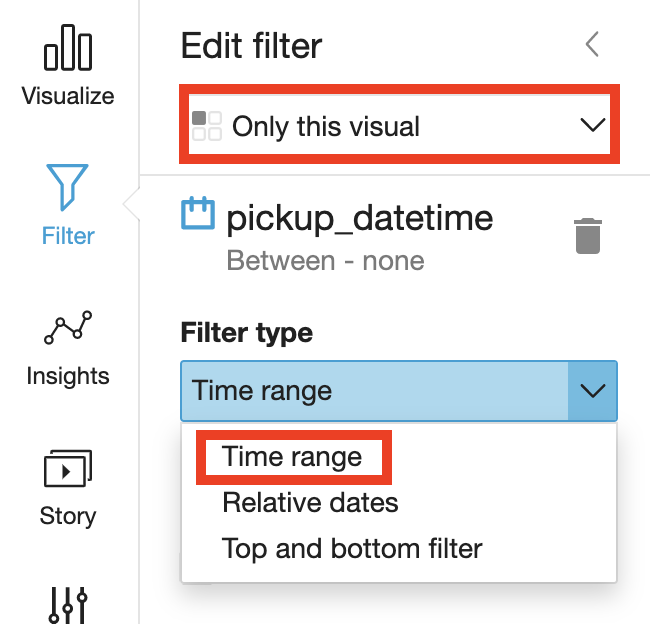 Visualize
Filter
Insights
Story
Edit filter
Only this visual
pickup_datetime
Between - none
Filter type
Time range
Time range
Relative dates
Top and bottom filter